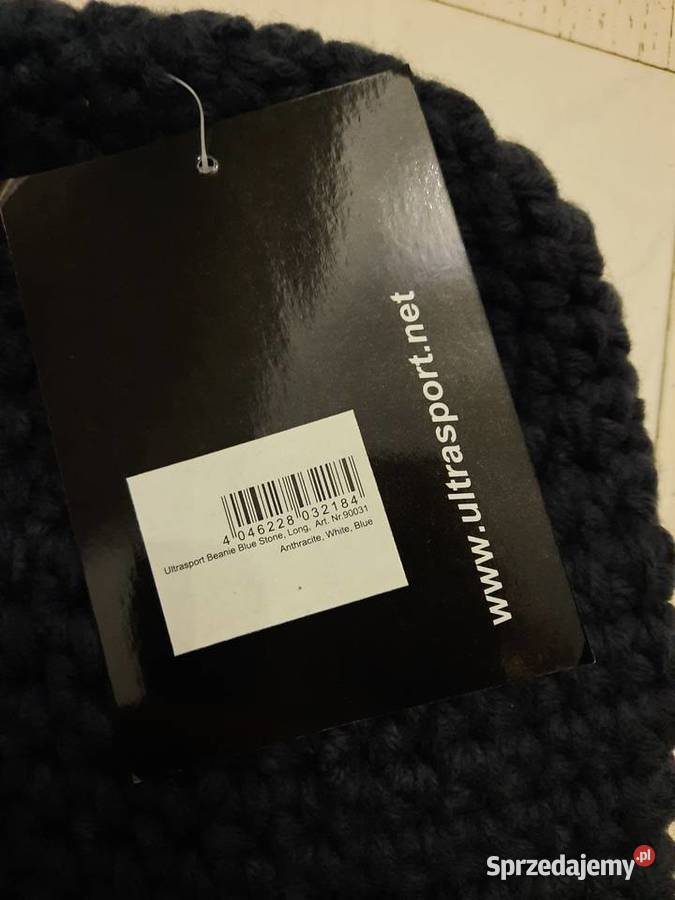 www.ultrasport.net
4 046228 032184
Ultrasport Beanie Blue Stone, Long, Art. Nr.90031
Anthracite, White, Blue
Sprzedajemy.pl